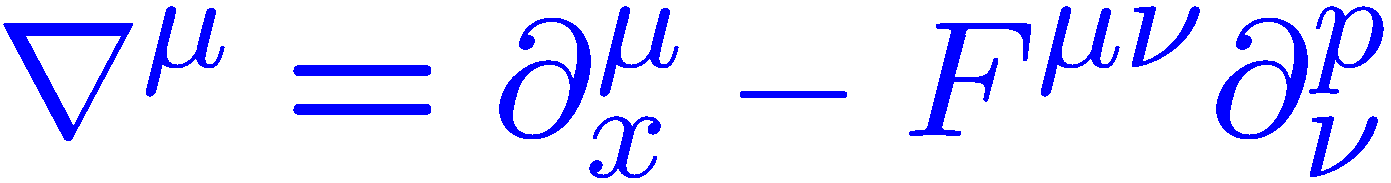 ∇^μ = ∂_x^μ − F^{μν} ∂_ν^p